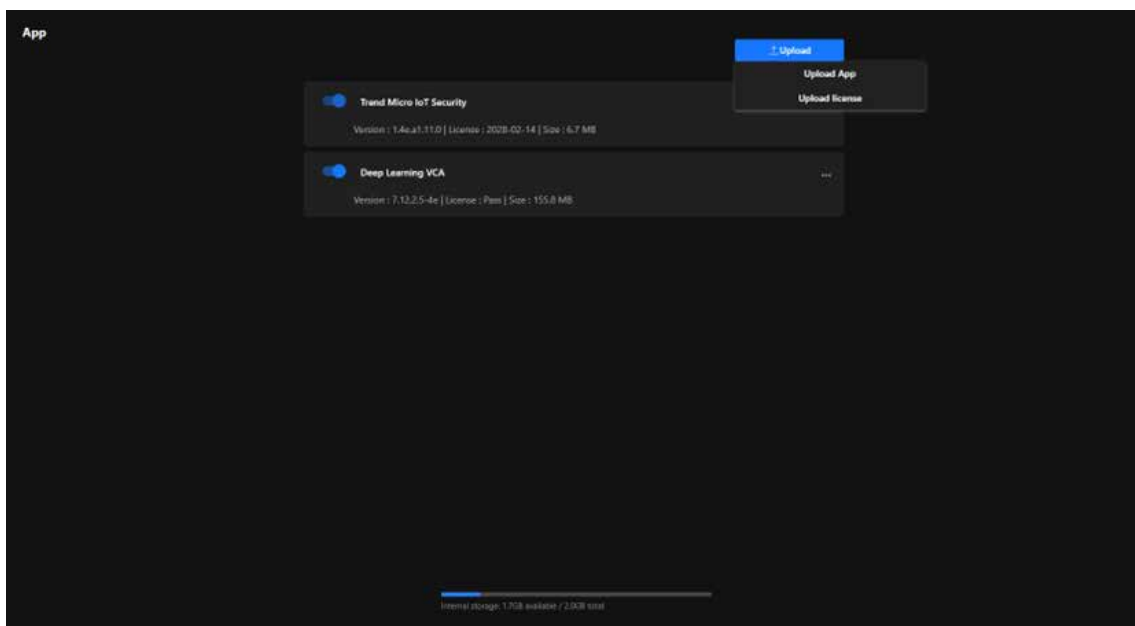 App
Upload
Upload App
Upload license
Trend Micro IoT Security
Version : 1.4e.a1.11.0 | License : 2028-02-14 | Size : 6.7 MB
Deep Learning VCA
...
Version : 7.12.2.5-4e | License : Pass | Size : 155.8 MB
Internal storage: 1.7GB available / 2.0GB total